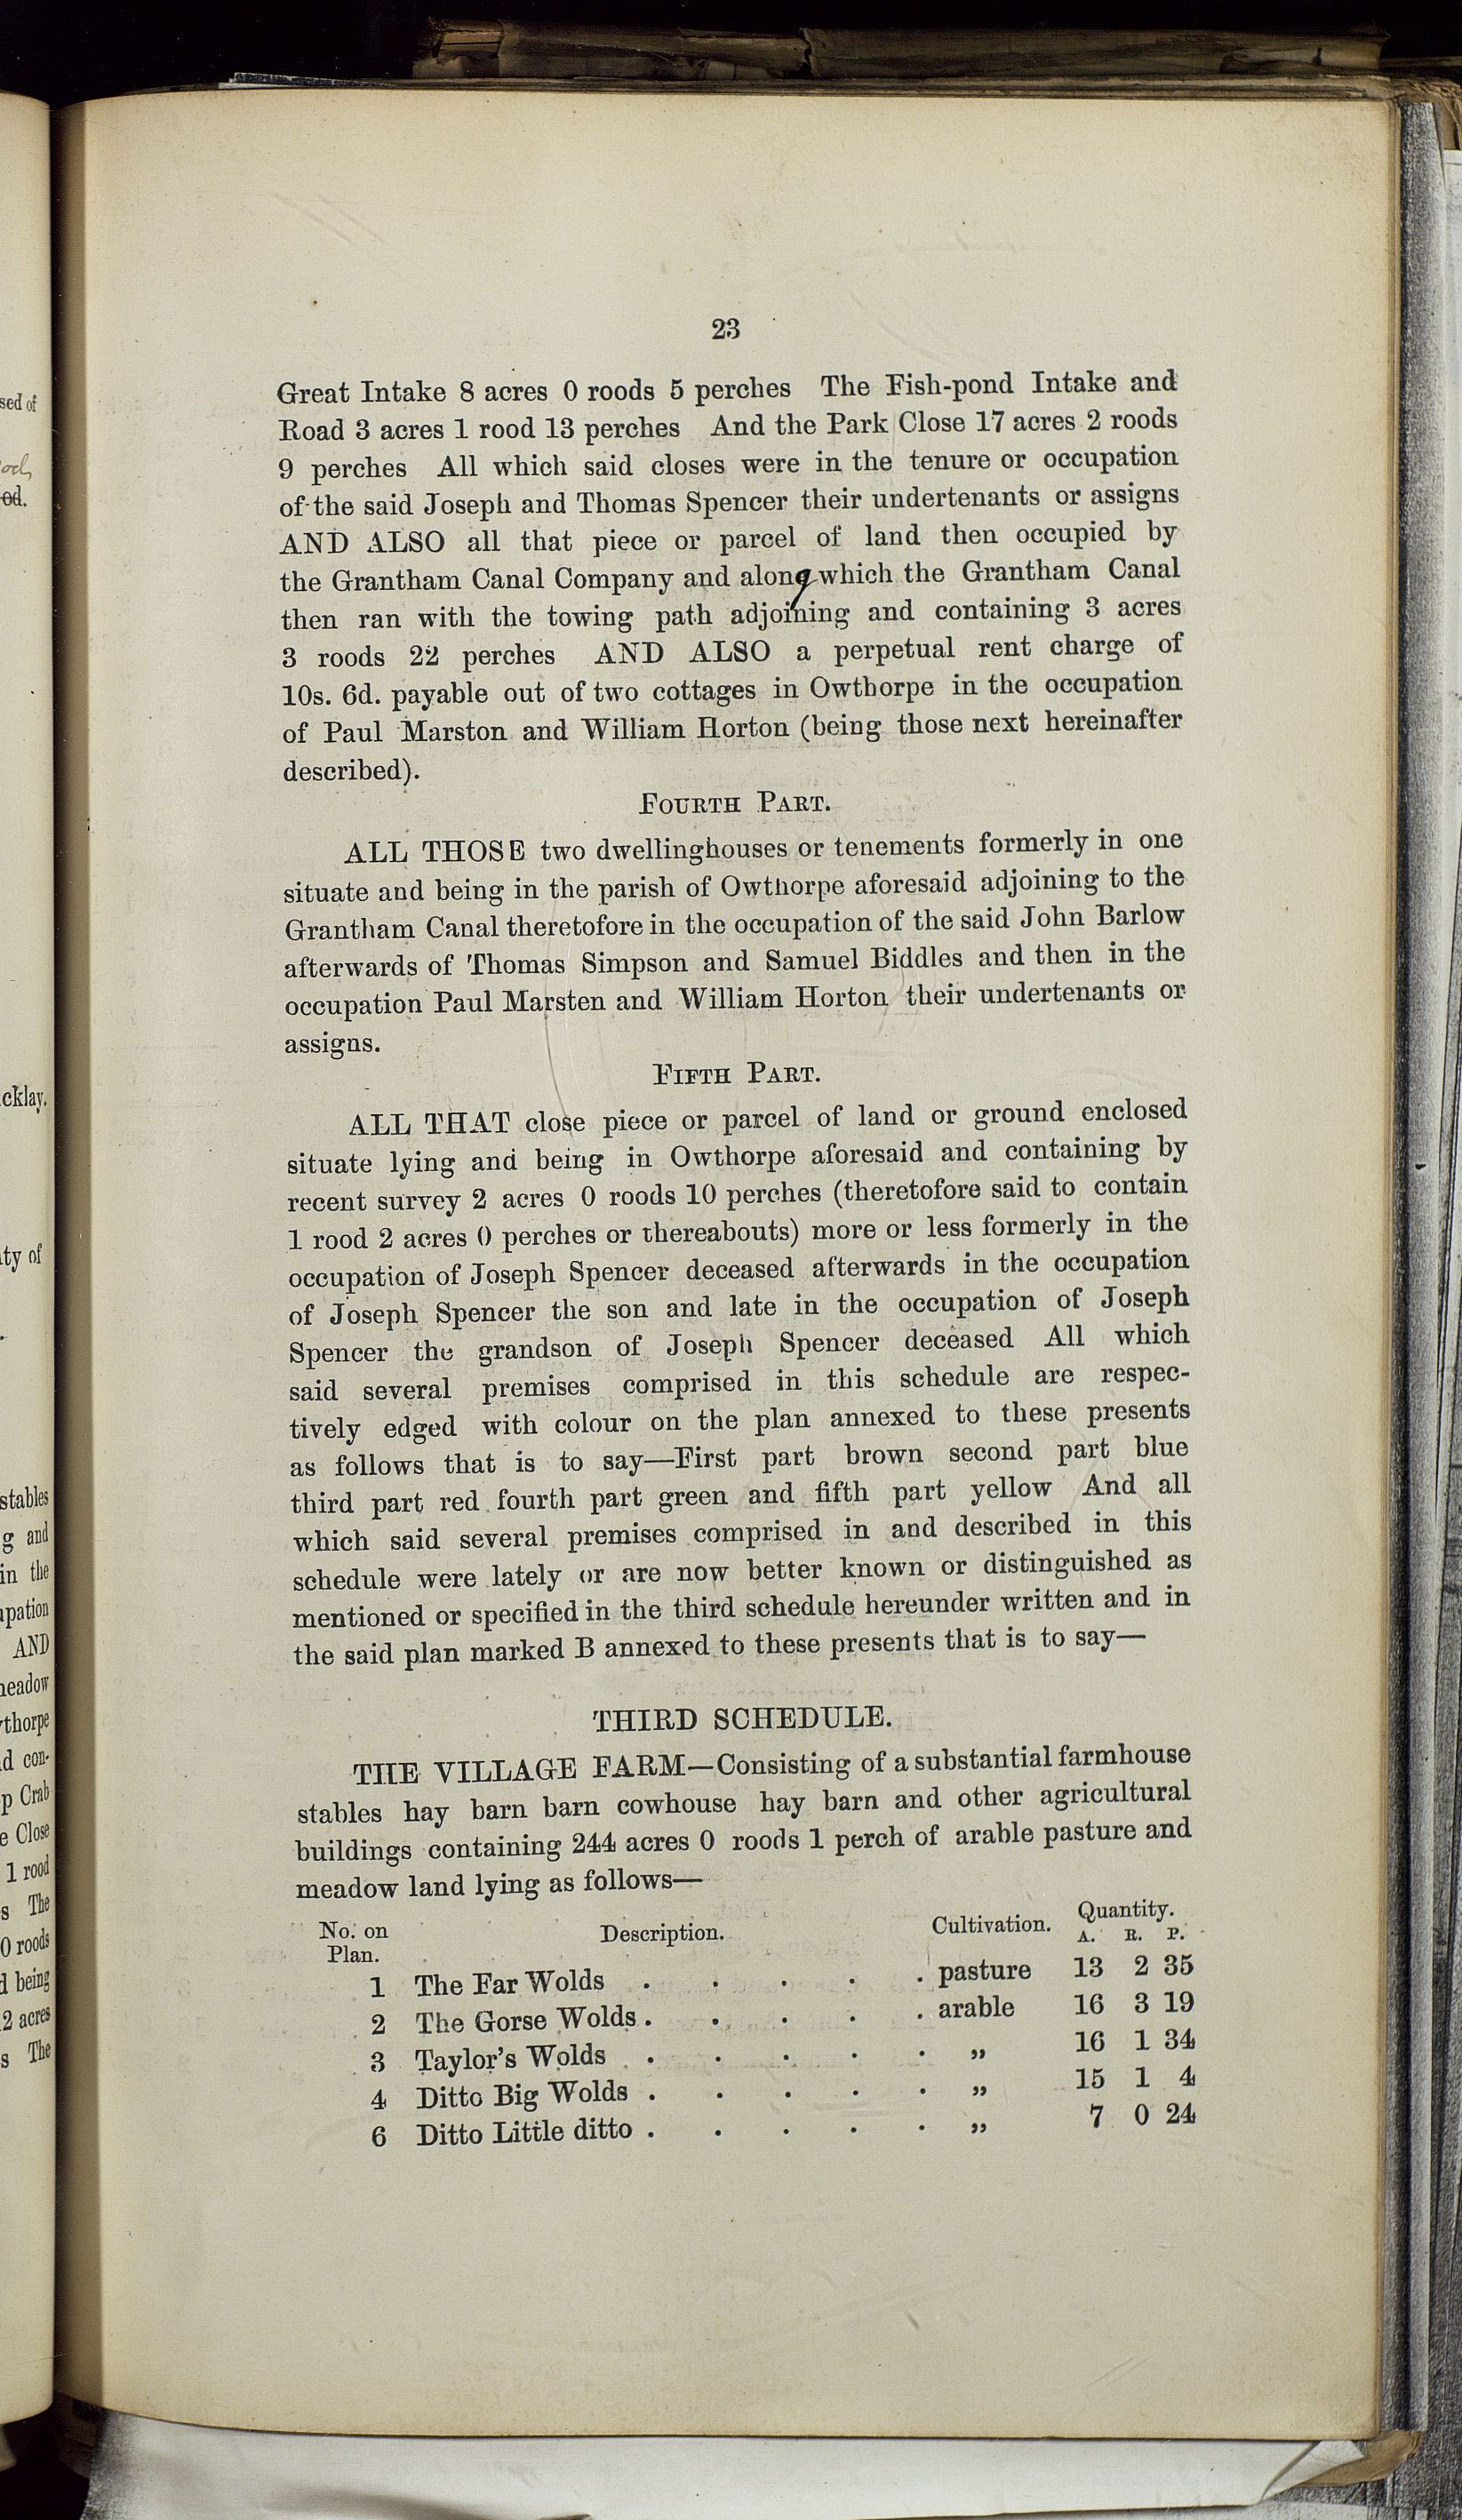 23
Great Intake 8 acres 0 roods 5 perches The Fish-pond Intake and
Road 3 acres 1 rood 13 perches And the Park Close 17 acres 2 roods
9 perches All which said closes were in the tenure or occupation
of the said Joseph and Thomas Spencer their undertenants or assigns
AND ALSO all that piece or parcel of land then occupied by
the Grantham Canal Company and along which the Grantham Canal
then ran with the towing path adjoining and containing 3 acres
3 roods 22 perches AND ALSO a perpetual rent charge of
10s. 6d. payable out of two cottages in Owthorpe in the occupation
of Paul Marston and William Horton (being those next hereinafter
described).
FOURTH PART.
ALL THOSE two dwellinghouses or tenements formerly in one
situate and being in the parish of Owthorpe aforesaid adjoining to the
Grantham Canal theretofore in the occupation of the said John Barlow
afterwards of Thomas Simpson and Samuel Biddles and then in the
occupation Paul Marsten and William Horton their undertenants or
assigns.
FIFTH PART.
ALL THAT close piece or parcel of land or ground enclosed
situate lying and being in Owthorpe aforesaid and containing by
recent survey 2 acres 0 roods 10 perches (theretofore said to contain
1 rood 2 acres 0 perches or thereabouts) more or less formerly in the
occupation of Joseph Spencer deceased afterwards in the occupation
of Joseph Spencer the son and late in the occupation of Joseph
Spencer the grandson of Joseph Spencer deceased All which
said several premises comprised in this schedule are respec-
tively edged with colour on the plan annexed to these presents
as follows that is to say—First part brown second part blue
third part red fourth part green and fifth part yellow And all
which said several premises comprised in and described in this
schedule were lately or are now better known or distinguished as
mentioned or specified in the third schedule hereunder written and in
the said plan marked B annexed to these presents that is to say—
THIRD SCHEDULE.
THE VILLAGE FARM—Consisting of a substantial farmhouse
stables hay barn barn cowhouse hay barn and other agricultural
buildings containing 244 acres 0 roods 1 perch of arable pasture and
meadow land lying as follows—
No. on Plan. Description. Cultivation. Quantity. A. R. P.
1 The Far Wolds . . . . . pasture 13 2 35
2 The Gorse Wolds . . . . . arable 16 3 19
3 Taylor's Wolds . . . . . ,, 16 1 34
4 Ditto Big Wolds . . . . . ,, 15 1 4
6 Ditto Little ditto . . . . . ,, 7 0 24